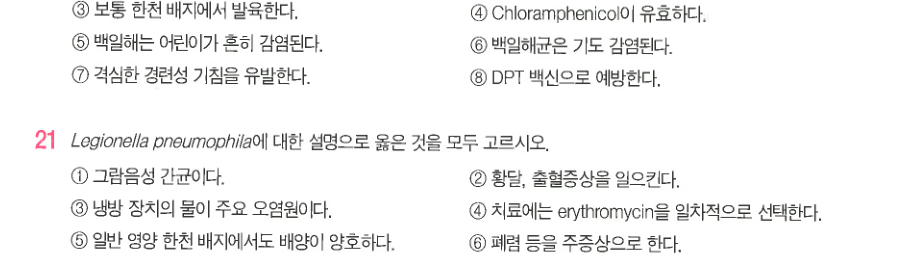 ③ 보통 한천 배지에서 발육한다. ④ Chloramphenicol이 유효하다.
⑤ 백일해는 어린이가 흔히 감염된다. ⑥ 백일해균은 기도 감염된다.
⑦ 격심한 경련성 기침을 유발한다. ⑧ DPT 백신으로 예방한다.
21 Legionella pneumophila에 대한 설명으로 옳은 것을 모두 고르시오.
① 그람음성 간균이다. ② 황달, 출혈증상을 일으킨다.
③ 냉방 장치의 물이 주요 오염원이다. ④ 치료에는 erythromycin을 일차적으로 선택한다.
⑤ 일반 영양 한천 배지에서도 배양이 양호하다. ⑥ 폐렴 등을 주증상으로 한다.